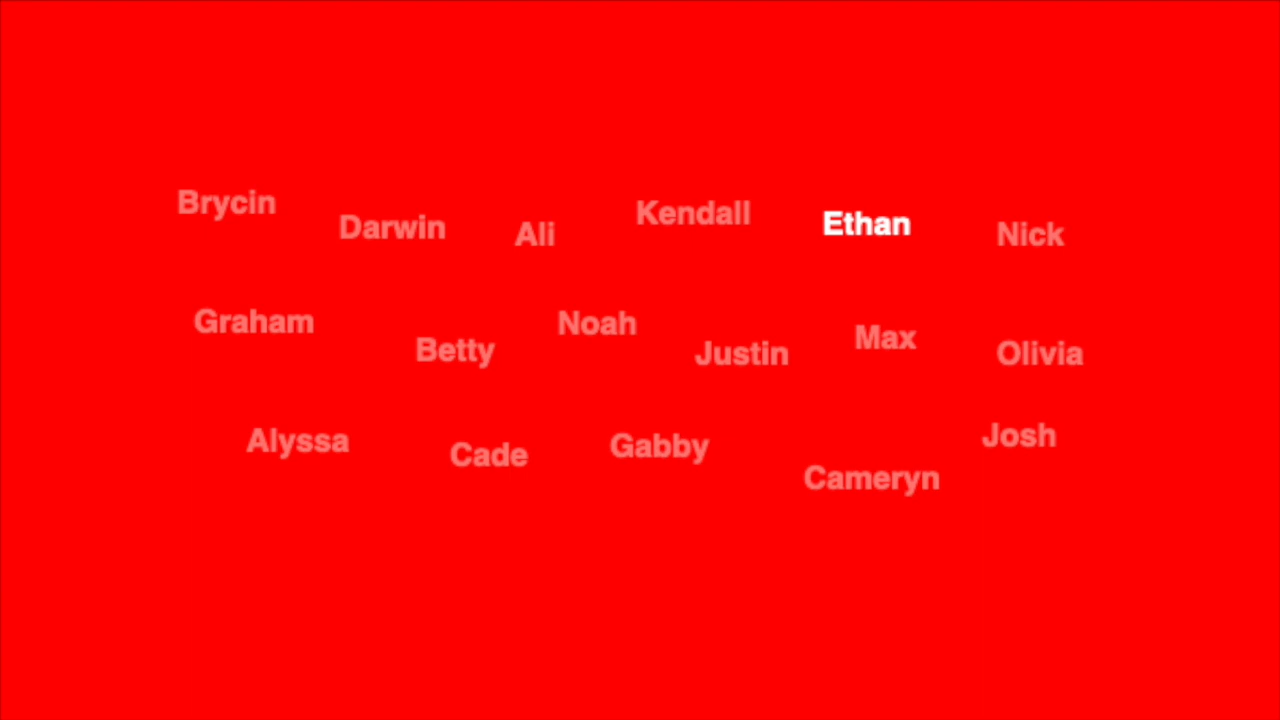 Brycin Darwin Ali Kendall Ethan Nick
Graham Betty Noah Justin Max Olivia
Alyssa Cade Gabby Cameryn Josh